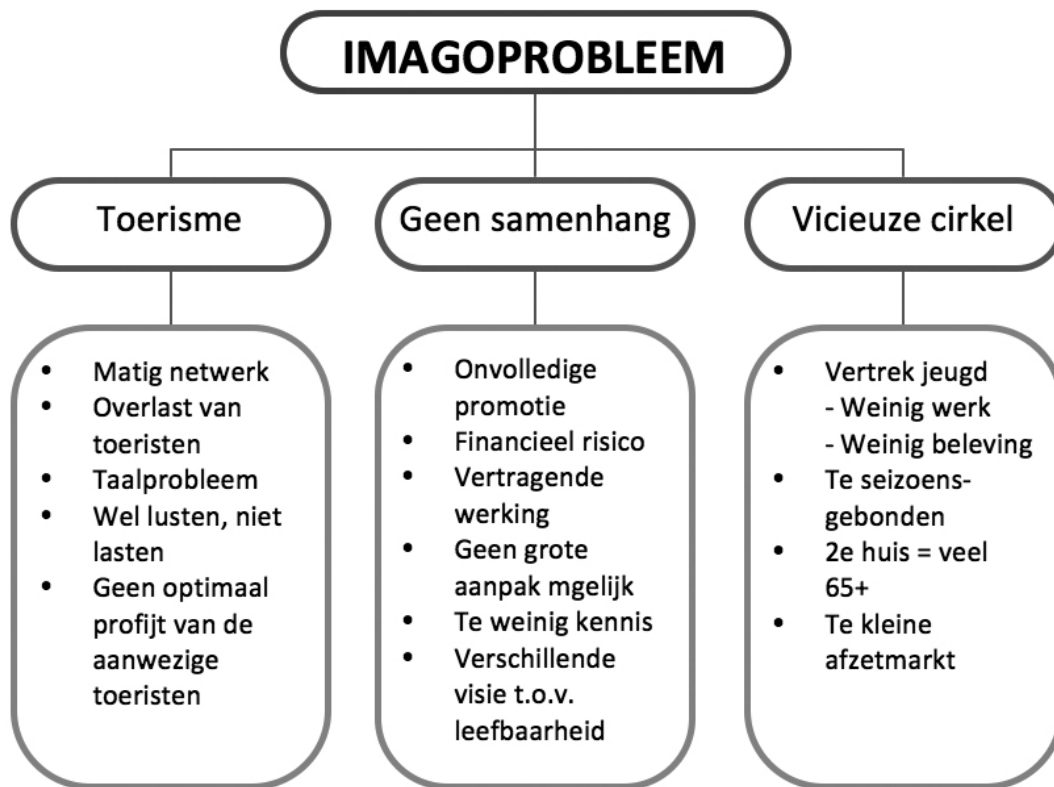 IMAGOPROBLEEM
Toerisme
• Matig netwerk
• Overlast van
toeristen
• Taalprobleem
• Wel lusten, niet
lasten
• Geen optimaal
profijt van de
aanwezige
toeristen
Geen samenhang
• Onvolledige
promotie
• Financieel risico
• Vertragende
werking
• Geen grote
aanpak mgelijk
• Te weinig kennis
• Verschillende
visie t.o.v.
leefbaarheid
Vicieuze cirkel
• Vertrek jeugd
- Weinig werk
- Weinig beleving
• Te seizoens-
gebonden
• 2e huis = veel
65+
• Te kleine
afzetmarkt